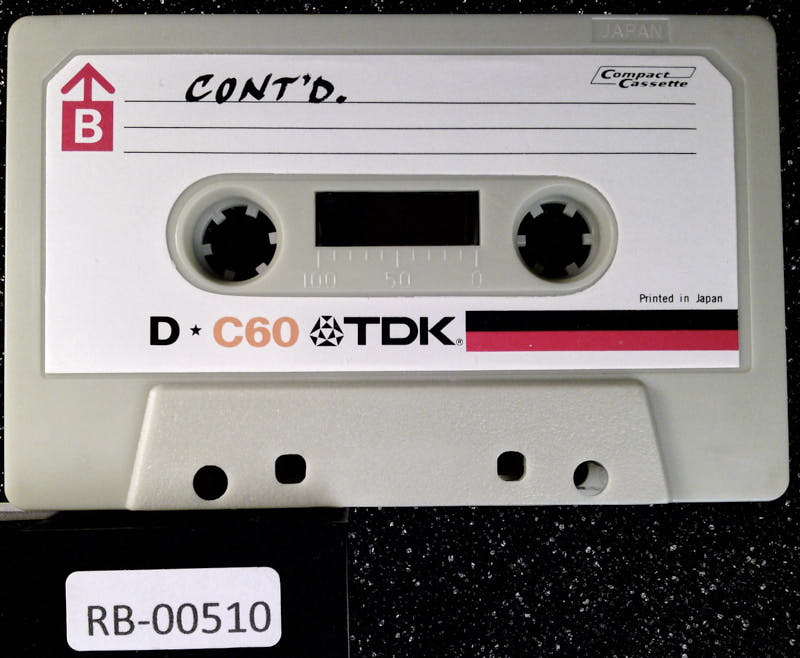 JAPAN
CONT'D.
Compact
Cassette
B
100 50 0
Printed in Japan
D ★ C60 TDK®
RB-00510